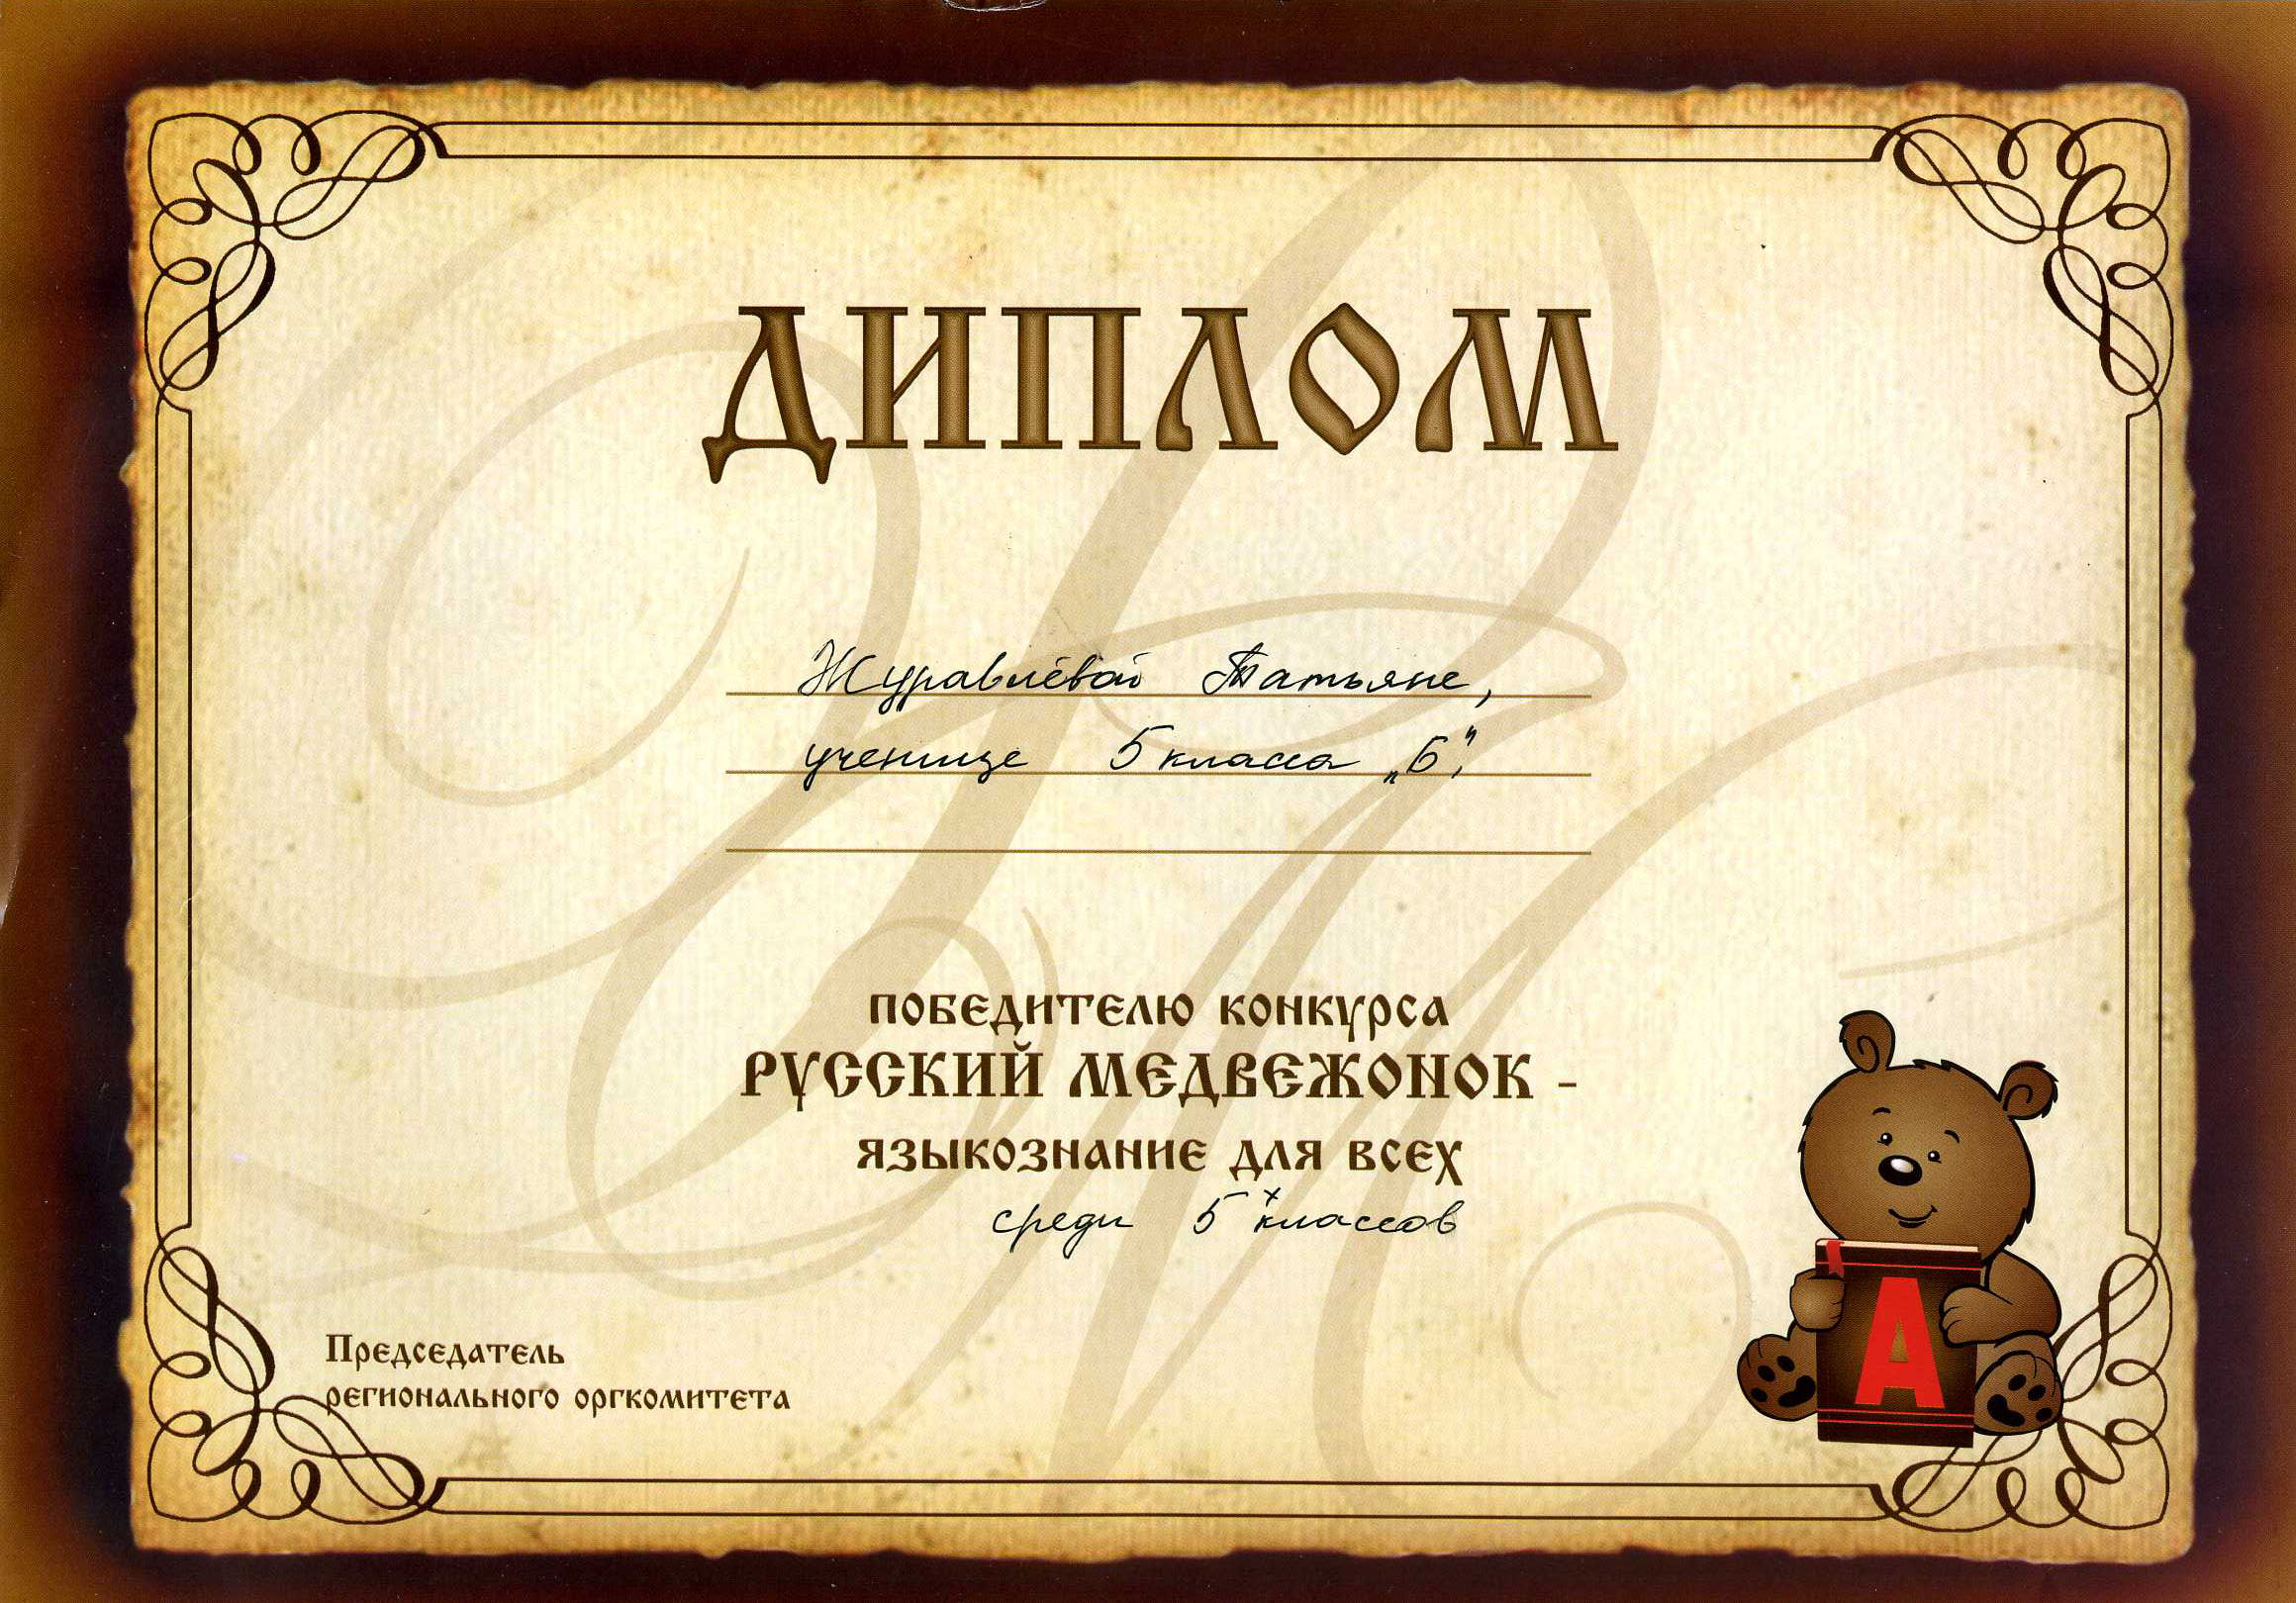 ДИПЛОМ
Журавлёвой Татьяне,
ученице 5 класса „Б",
победителю конкурса
РУССКИЙ МЕДВЕЖОНОК -
языкознание для всех
среди 5х классов
Председатель
регионального оргкомитета
А